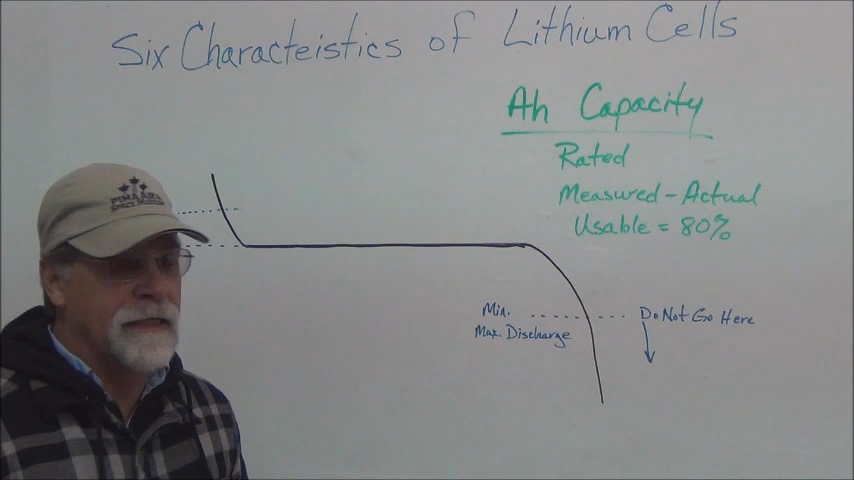 Six Characteistics of Lithium Cells
Ah Capacity
Rated
Measured - Actual
Usable = 80%
Min.
Max. Discharge
Do Not Go Here